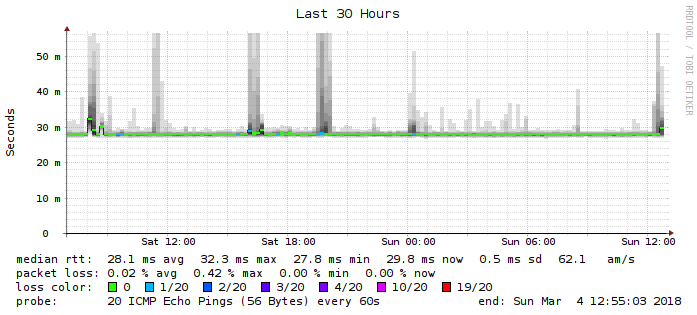 Last 30 Hours
RRDTOOL / TOBI OETIKER
Seconds
50 m
40 m
30 m
20 m
10 m
0
Sat 12:00 Sat 18:00 Sun 00:00 Sun 06:00 Sun 12:00
median rtt: 28.1 ms avg 32.3 ms max 27.8 ms min 29.8 ms now 0.5 ms sd 62.1 am/s
packet loss: 0.02 % avg 0.42 % max 0.00 % min 0.00 % now
loss color: 0 1/20 2/20 3/20 4/20 10/20 19/20
probe: 20 ICMP Echo Pings (56 Bytes) every 60s end: Sun Mar 4 12:55:03 2018